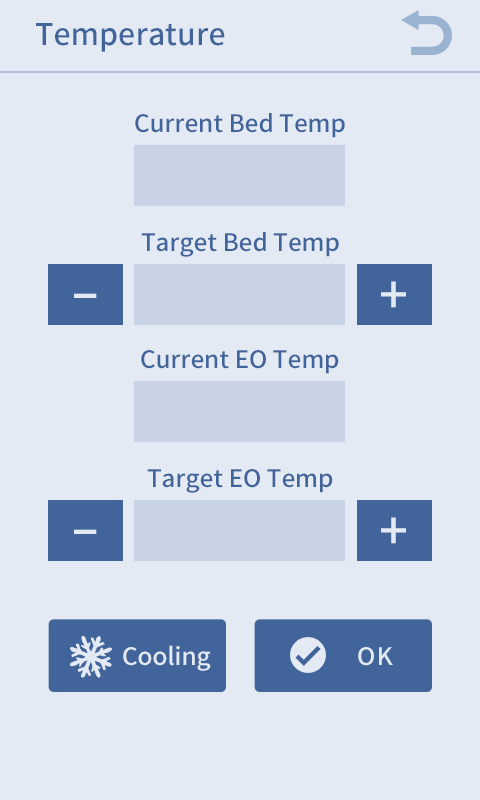 Temperature
Current Bed Temp
Target Bed Temp
− +
Current EO Temp
Target EO Temp
− +
Cooling OK